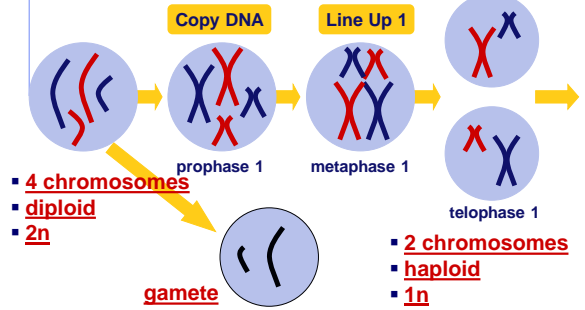 Copy DNA
Line Up 1
prophase 1
metaphase 1
telophase 1
▪ 4 chromosomes
▪ diploid
▪ 2n
gamete
▪ 2 chromosomes
▪ haploid
▪ 1n